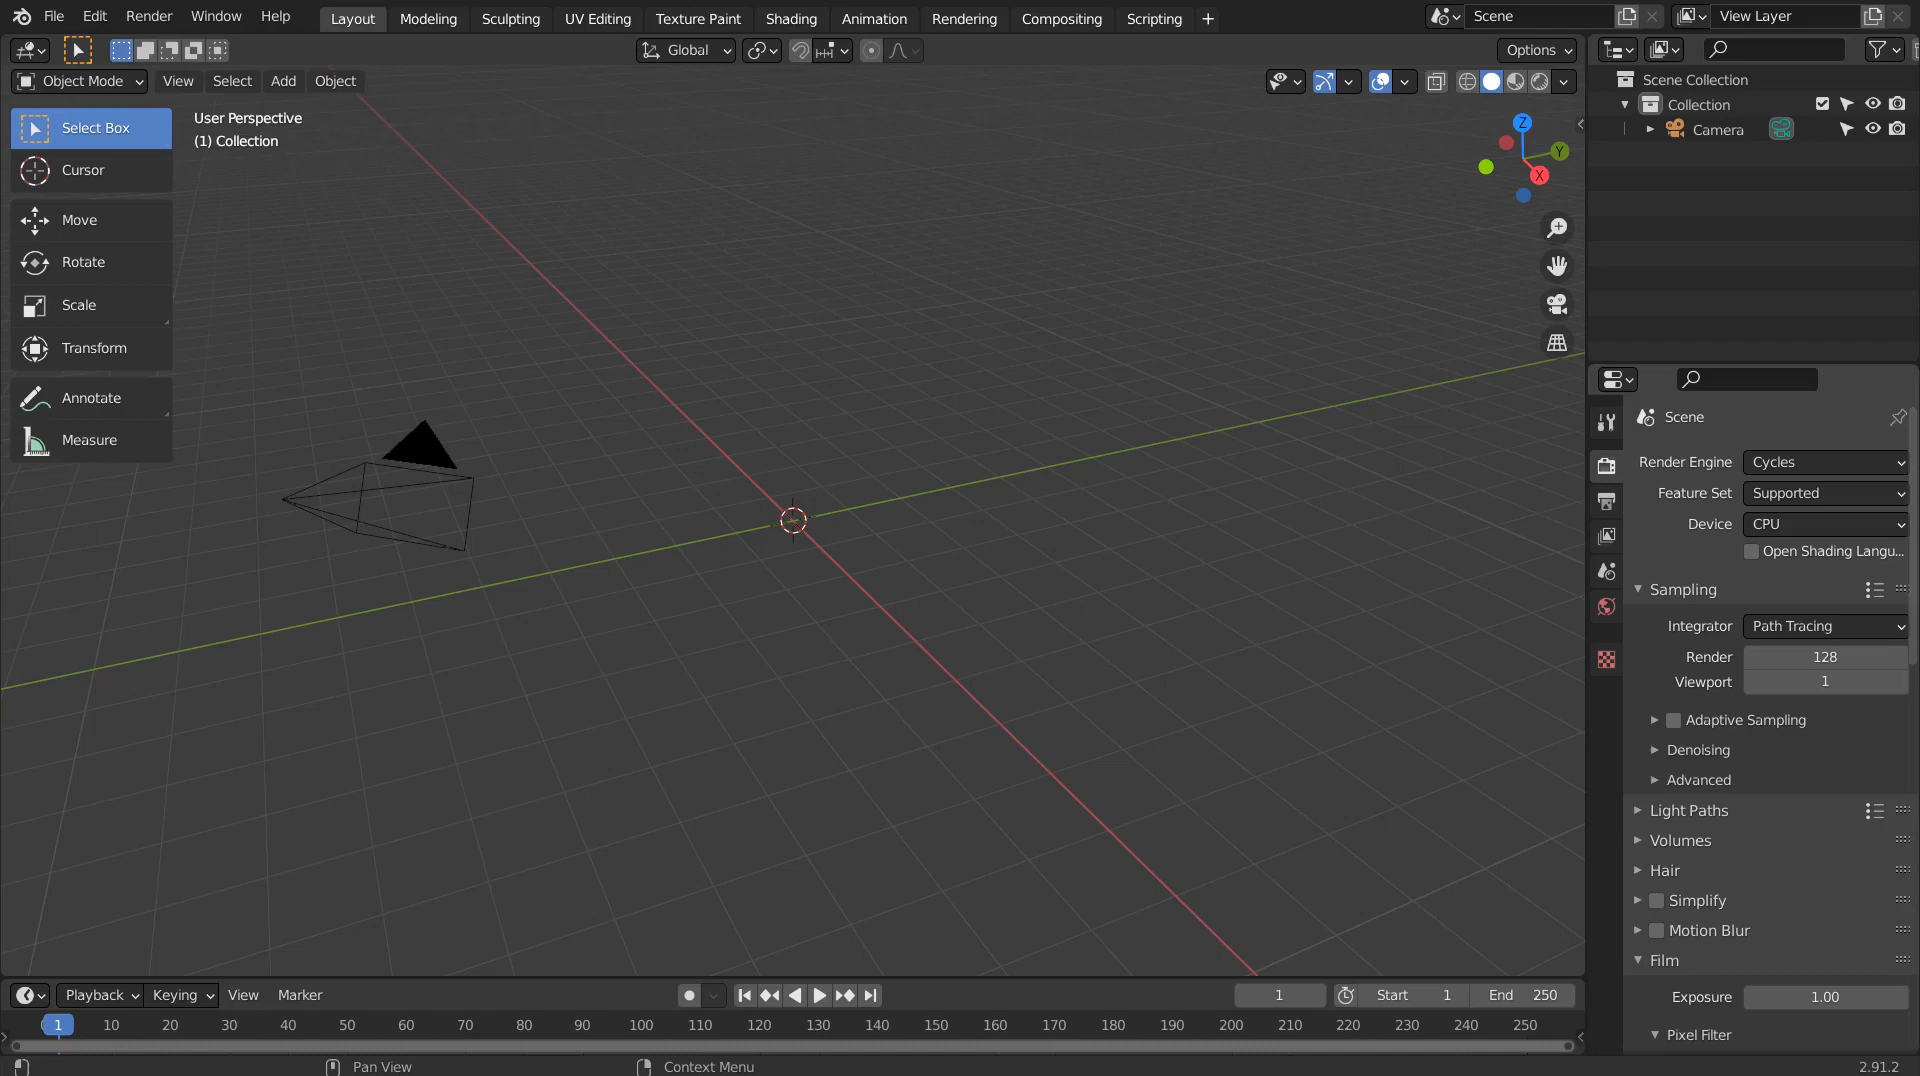 File Edit Render Window Help Layout Modeling Sculpting UV Editing Texture Paint Shading Animation Rendering Compositing Scripting + Scene View Layer
Global Options
Object Mode View Select Add Object
User Perspective
(1) Collection
Select Box
Cursor
Move
Rotate
Scale
Transform
Annotate
Measure
Z
Y
X
Scene Collection
Collection
Camera
Scene
Render Engine Cycles
Feature Set Supported
Device CPU
Open Shading Langu...
Sampling
Integrator Path Tracing
Render 128
Viewport 1
Adaptive Sampling
Denoising
Advanced
Light Paths
Volumes
Hair
Simplify
Motion Blur
Film
Exposure 1.00
Pixel Filter
Playback Keying View Marker 1 Start 1 End 250
1 10 20 30 40 50 60 70 80 90 100 110 120 130 140 150 160 170 180 190 200 210 220 230 240 250
Pan View Context Menu 2.91.2